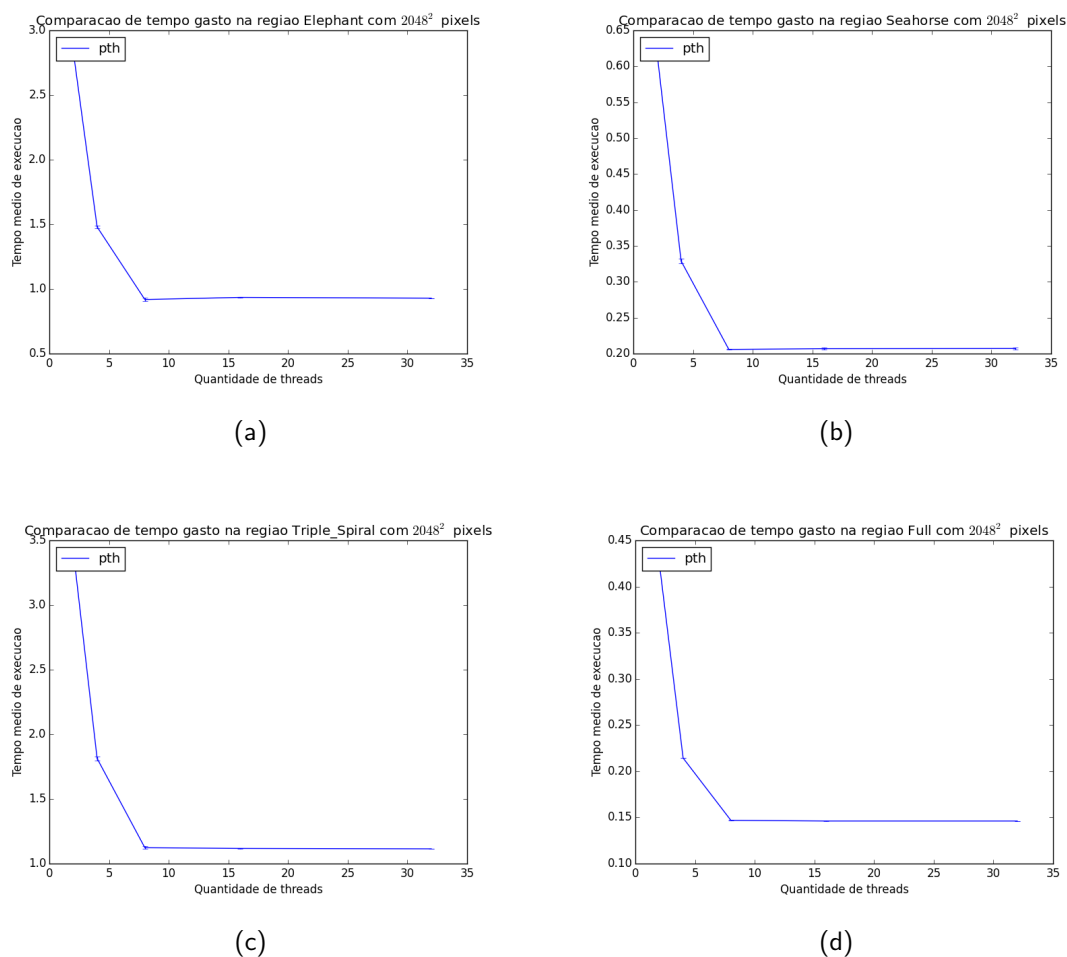 Comparacao de tempo gasto na regiao Elephant com 2048² pixels
3.0
2.5
2.0
1.5
1.0
0.5
Tempo medio de execucao
pth
0 5 10 15 20 25 30 35
Quantidade de threads
(a)
Comparacao de tempo gasto na regiao Seahorse com 2048² pixels
0.65
0.60
0.55
0.50
0.45
0.40
0.35
0.30
0.25
0.20
Tempo medio de execucao
pth
0 5 10 15 20 25 30 35
Quantidade de threads
(b)
Comparacao de tempo gasto na regiao Triple_Spiral com 2048² pixels
3.5
3.0
2.5
2.0
1.5
1.0
Tempo medio de execucao
pth
0 5 10 15 20 25 30 35
Quantidade de threads
(c)
Comparacao de tempo gasto na regiao Full com 2048² pixels
0.45
0.40
0.35
0.30
0.25
0.20
0.15
0.10
Tempo medio de execucao
pth
0 5 10 15 20 25 30 35
Quantidade de threads
(d)